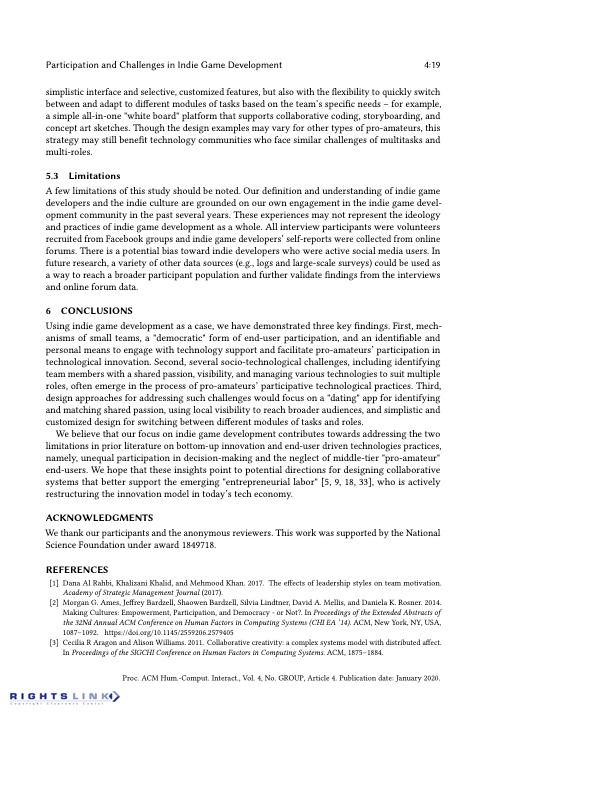 Participation and Challenges in Indie Game Development 4:19
simplistic interface and selective, customized features, but also with the flexibility to quickly switch
between and adapt to different modules of tasks based on the team's specific needs – for example,
a simple all-in-one "white board" platform that supports collaborative coding, storyboarding, and
concept art sketches. Though the design examples may vary for other types of pro-amateurs, this
strategy may still benefit technology communities who face similar challenges of multitasks and
multi-roles.
5.3 Limitations
A few limitations of this study should be noted. Our definition and understanding of indie game
developers and the indie culture are grounded on our own engagement in the indie game devel-
opment community in the past several years. These experiences may not represent the ideology
and practices of indie game development as a whole. All interview participants were volunteers
recruited from Facebook groups and indie game developers' self-reports were collected from online
forums. There is a potential bias toward indie developers who were active social media users. In
future research, a variety of other data sources (e.g., logs and large-scale surveys) could be used as
a way to reach a broader participant population and further validate findings from the interviews
and online forum data.
6 CONCLUSIONS
Using indie game development as a case, we have demonstrated three key findings. First, mech-
anisms of small teams, a "democratic" form of end-user participation, and an identifiable and
personal means to engage with technology support and facilitate pro-amateurs' participation in
technological innovation. Second, several socio-technological challenges, including identifying
team members with a shared passion, visibility, and managing various technologies to suit multiple
roles, often emerge in the process of pro-amateurs' participative technological practices. Third,
design approaches for addressing such challenges would focus on a "dating" app for identifying
and matching shared passion, using local visibility to reach broader audiences, and simplistic and
customized design for switching between different modules of tasks and roles.
We believe that our focus on indie game development contributes towards addressing the two
limitations in prior literature on bottom-up innovation and end-user driven technologies practices,
namely, unequal participation in decision-making and the neglect of middle-tier "pro-amateur"
end-users. We hope that these insights point to potential directions for designing collaborative
systems that better support the emerging "entrepreneurial labor" [5, 9, 18, 33], who is actively
restructuring the innovation model in today's tech economy.
ACKNOWLEDGMENTS
We thank our participants and the anonymous reviewers. This work was supported by the National
Science Foundation under award 1849718.
REFERENCES
[1] Dana Al Rahbi, Khalizani Khalid, and Mehmood Khan. 2017. The effects of leadership styles on team motivation.
Academy of Strategic Management Journal (2017).
[2] Morgan G. Ames, Jeffrey Bardzell, Shaowen Bardzell, Silvia Lindtner, David A. Mellis, and Daniela K. Rosner. 2014.
Making Cultures: Empowerment, Participation, and Democracy - or Not?. In Proceedings of the Extended Abstracts of
the 32Nd Annual ACM Conference on Human Factors in Computing Systems (CHI EA '14). ACM, New York, NY, USA,
1087–1092. https://doi.org/10.1145/2559206.2579405
[3] Cecilia R Aragon and Alison Williams. 2011. Collaborative creativity: a complex systems model with distributed affect.
In Proceedings of the SIGCHI Conference on Human Factors in Computing Systems. ACM, 1875–1884.
Proc. ACM Hum.-Comput. Interact., Vol. 4, No. GROUP, Article 4. Publication date: January 2020.
RIGHTSLINK
Copyright Clearance Center